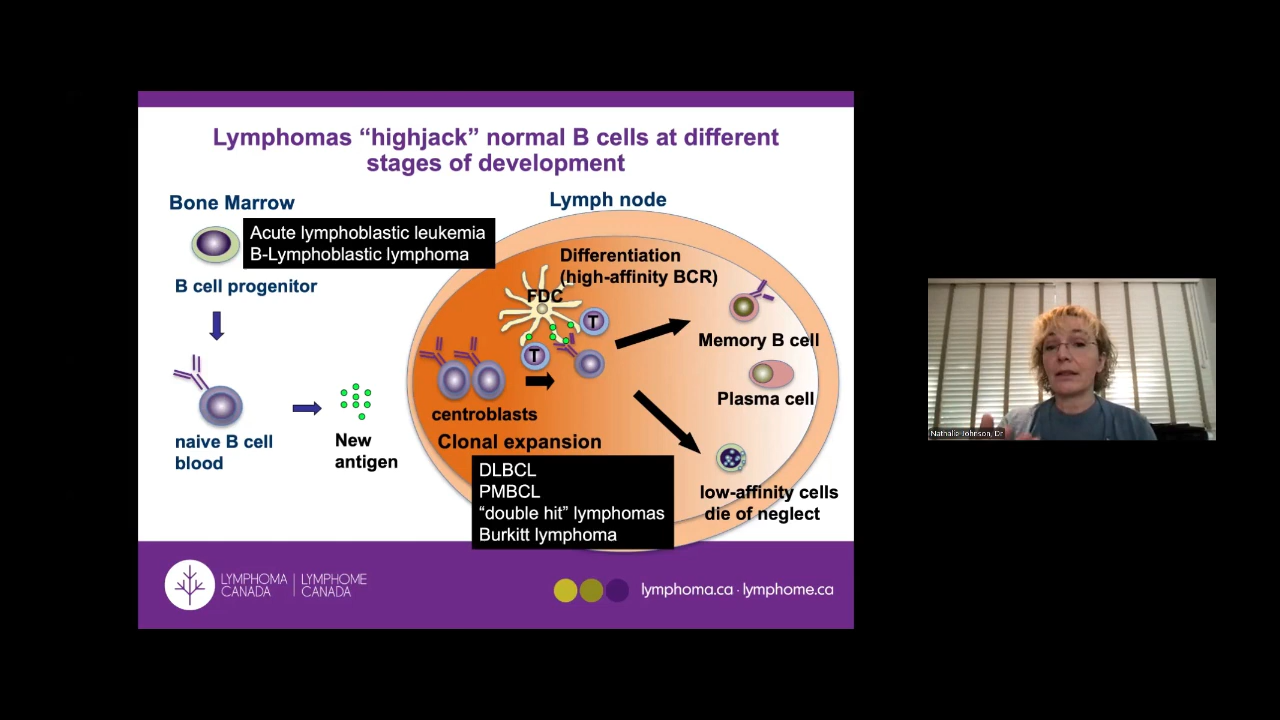 Lymphomas “highjack” normal B cells at different
stages of development
Bone Marrow
Acute lymphoblastic leukemia
B-Lymphoblastic lymphoma
B cell progenitor
naive B cell
blood
New
antigen
Lymph node
Differentiation
(high-affinity BCR)
FDC
T
T
centroblasts
Clonal expansion
DLBCL
PMBCL
“double hit” lymphomas
Burkitt lymphoma
Memory B cell
Plasma cell
low-affinity cells
die of neglect
LYMPHOMA | LYMPHOME
CANADA | CANADA
lymphoma.ca · lymphome.ca
Nathalie Johnson, Dr